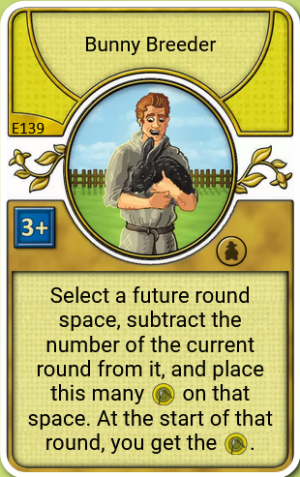 Bunny Breeder
E139
3+
Select a future round
space, subtract the
number of the current
round from it, and place
this many on that
space. At the start of that
round, you get the .